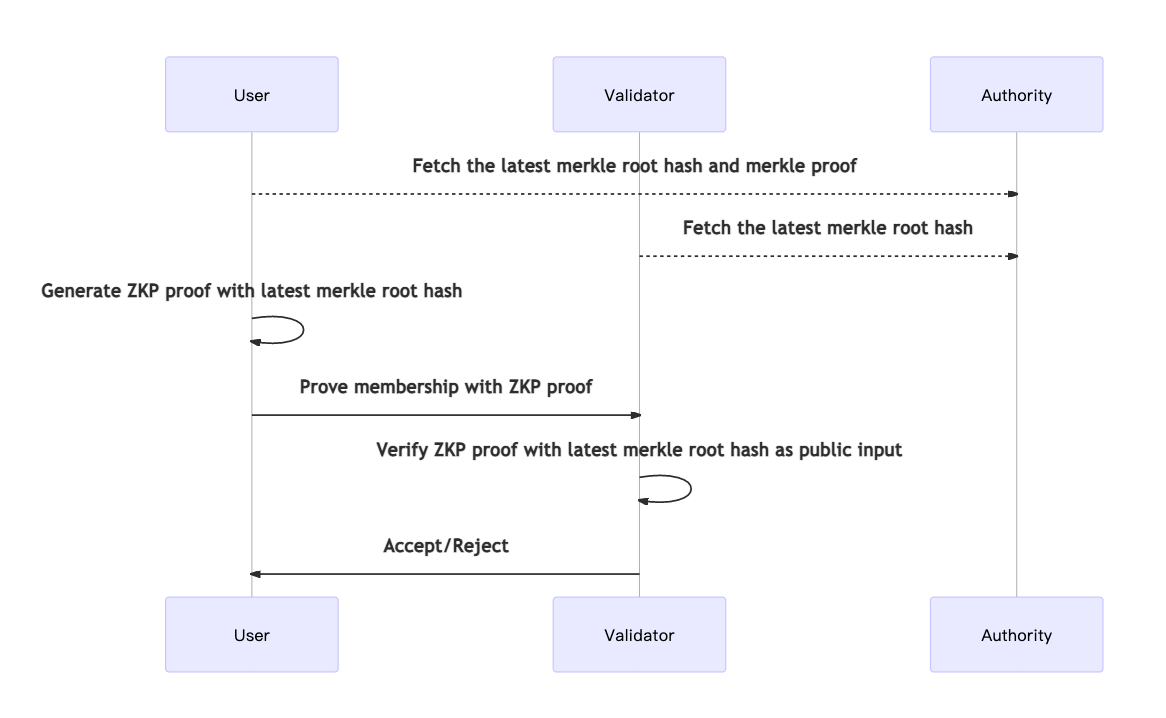 User
Validator
Authority
Fetch the latest merkle root hash and merkle proof
Fetch the latest merkle root hash
Generate ZKP proof with latest merkle root hash
Prove membership with ZKP proof
Verify ZKP proof with latest merkle root hash as public input
Accept/Reject
User
Validator
Authority